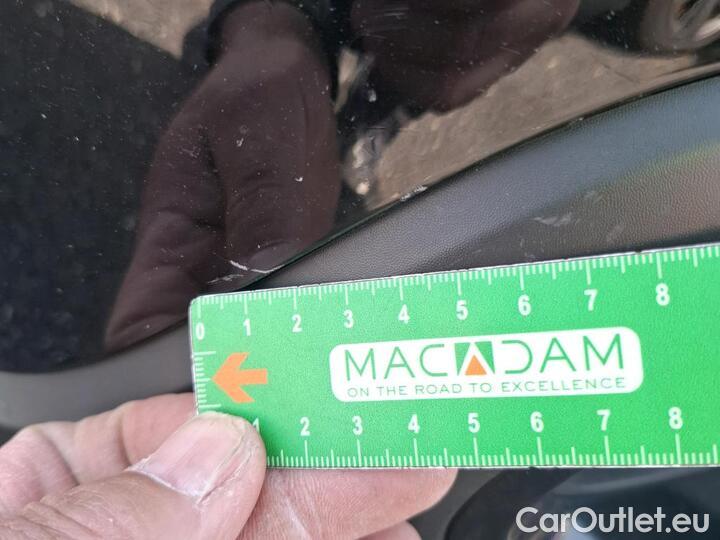 0 1 2 3 4 5 6 7 8
MACADAM
ON THE ROAD TO EXCELLENCE
1 2 3 4 5 6 7 8
CarOutlet.eu